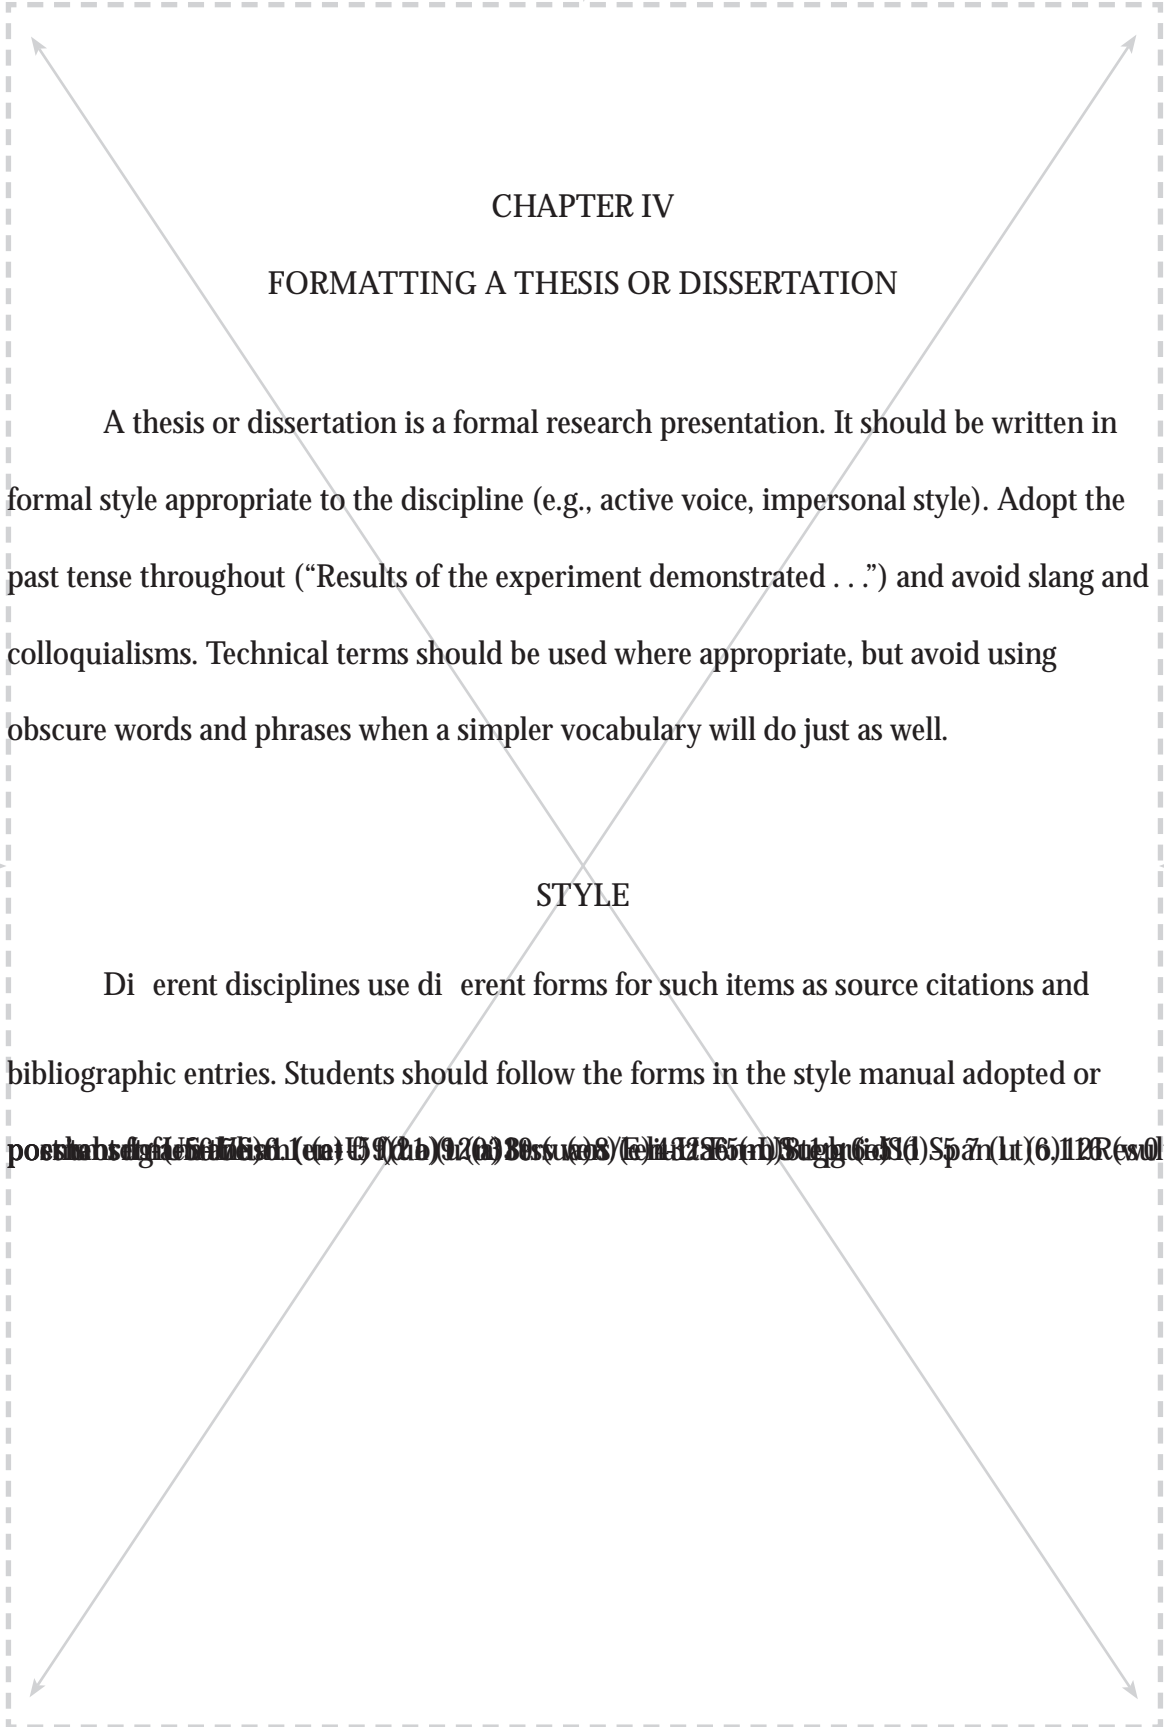 CHAPTER IV
FORMATTING A THESIS OR DISSERTATION
A thesis or dissertation is a formal research presentation. It should be written in
formal style appropriate to the discipline (e.g., active voice, impersonal style). Adopt the
past tense throughout (“Results of the experiment demonstrated . . .”) and avoid slang and
colloquialisms. Technical terms should be used where appropriate, but avoid using
obscure words and phrases when a simpler vocabulary will do just as well.
STYLE
Di erent disciplines use di erent forms for such items as source citations and
bibliographic entries. Students should follow the forms in the style manual adopted or